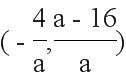 ( - 4/a, a - 16/a)